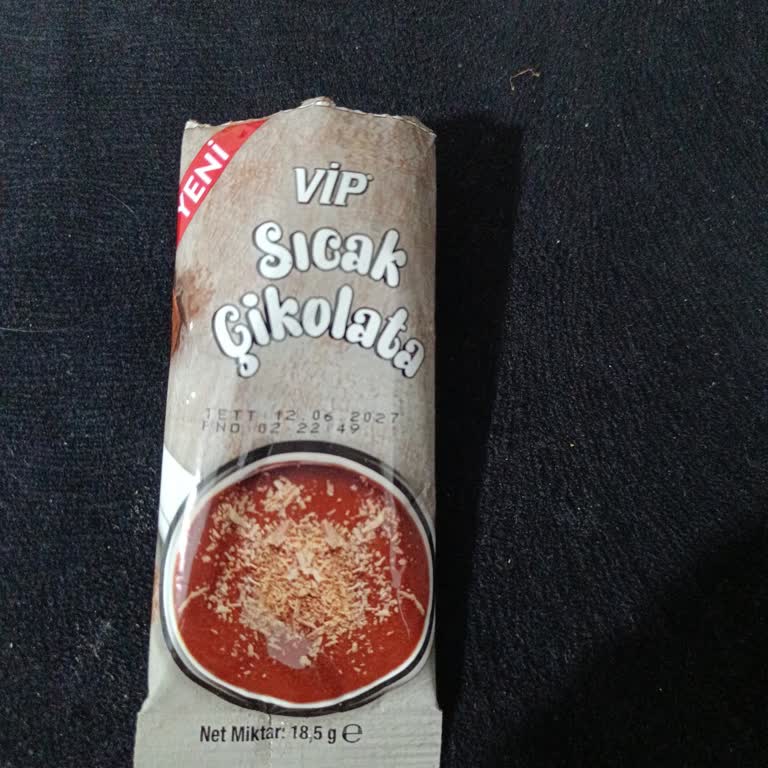 YENİ
VİP
Sıcak
Çikolata
TETT: 12.06.2027
PNO:02 22:49
Net Miktar: 18,5 g ℮